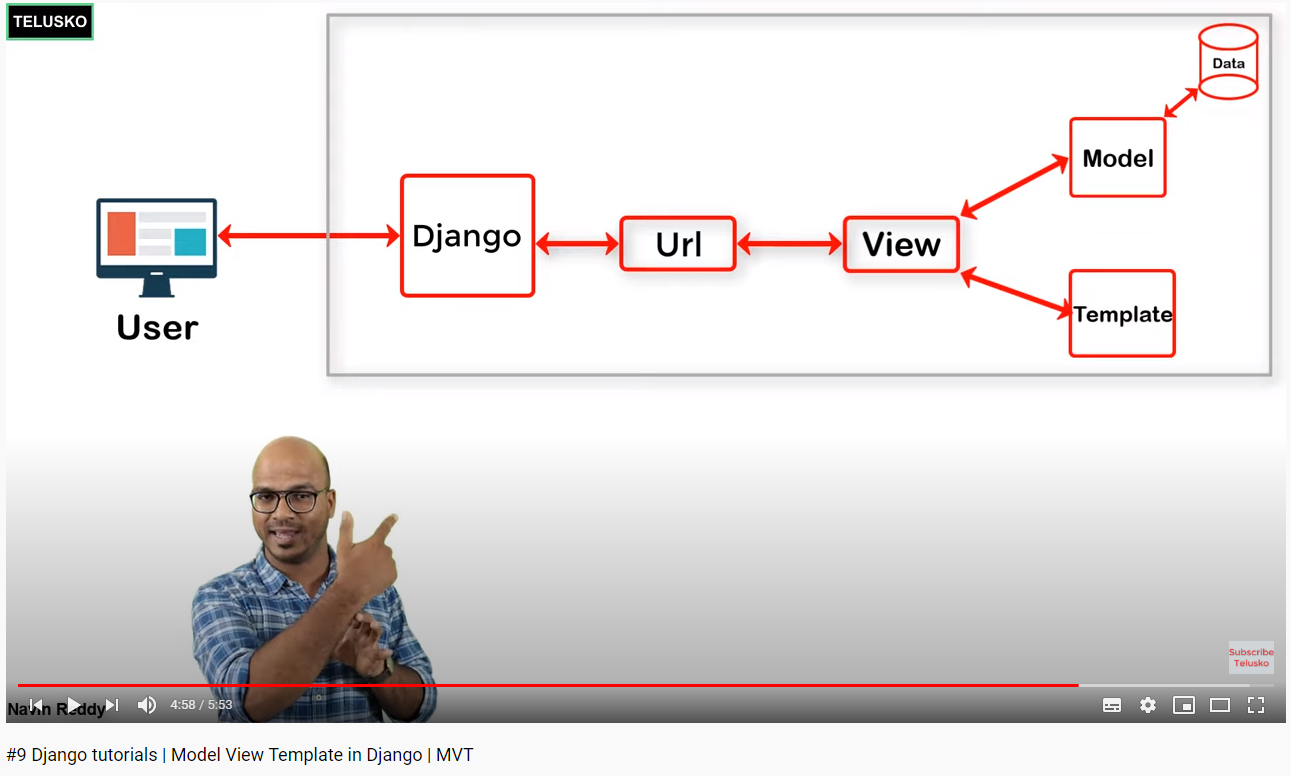 TELUSKO
Data
Model
Django
Url
View
Template
User
Subscribe
Telusko
Navin Reddy
4:58 / 5:53
#9 Django tutorials | Model View Template in Django | MVT